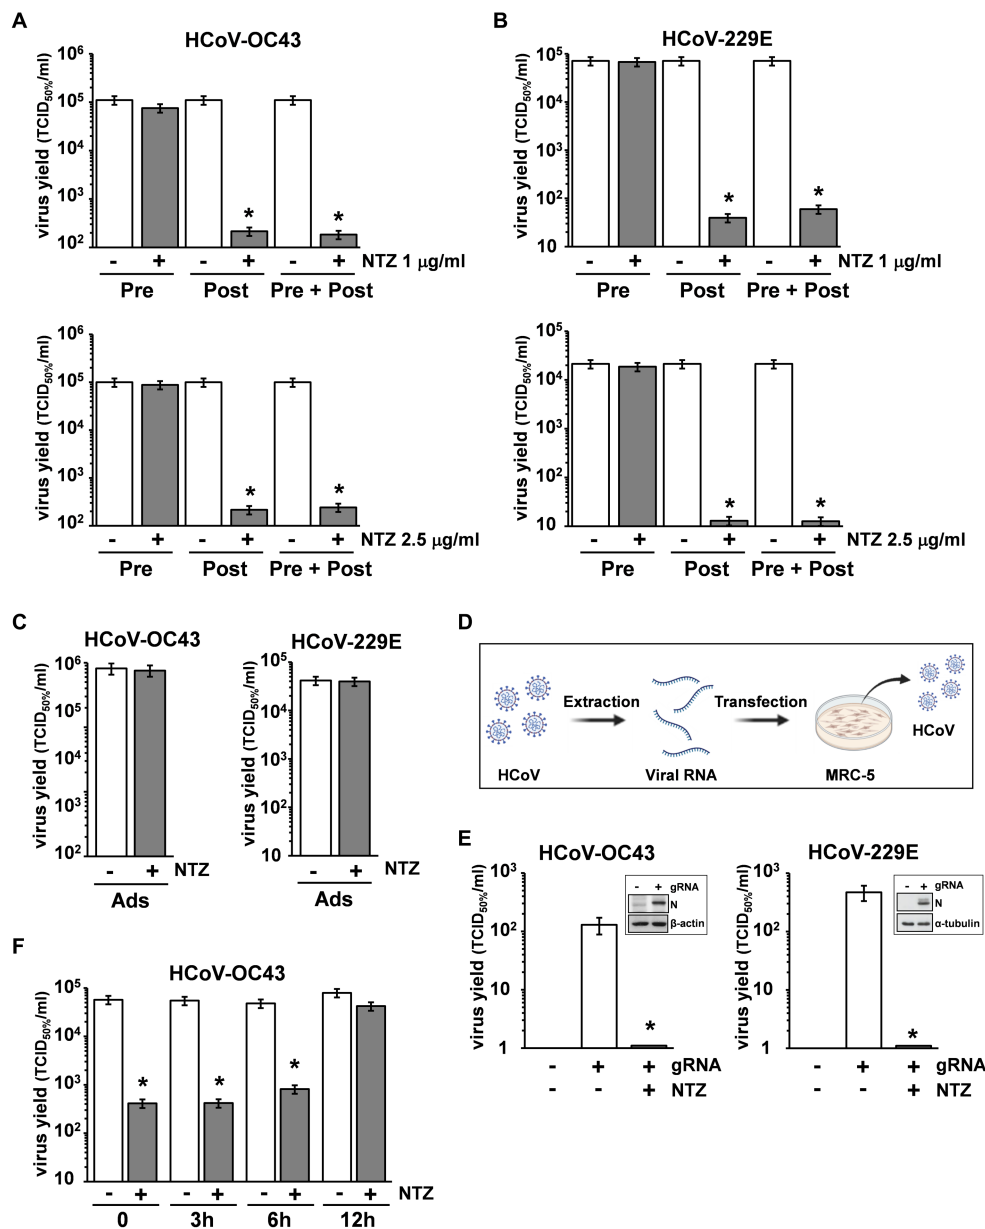 A
HCoV-OC43
virus yield (TCID50%/ml)
10^6
10^5
10^4
10^3
10^2
- + - + - + NTZ 1 µg/ml
Pre Post Pre + Post
*
*
B
HCoV-229E
virus yield (TCID50%/ml)
10^5
10^4
10^3
10^2
10
*
*
- + - + - + NTZ 1 µg/ml
Pre Post Pre + Post
virus yield (TCID50%/ml)
10^6
10^5
10^4
10^3
10^2
*
*
- + - + - + NTZ 2.5 µg/ml
Pre Post Pre + Post
virus yield (TCID50%/ml)
10^5
10^4
10^3
10^2
10
*
*
- + - + - + NTZ 2.5 µg/ml
Pre Post Pre + Post
C
HCoV-OC43
virus yield (TCID50%/ml)
10^6
10^5
10^4
10^3
10^2
- + NTZ
Ads
HCoV-229E
virus yield (TCID50%/ml)
10^5
10^4
10^3
10^2
10
- + NTZ
Ads
D
Extraction
Transfection
HCoV
Viral RNA
MRC-5
HCoV
E
HCoV-OC43
virus yield (TCID50%/ml)
10^3
10^2
10
1
- + gRNA
N
β-actin
*
- + +
- - +
HCoV-229E
virus yield (TCID50%/ml)
10^3
10^2
10
1
- + gRNA
N
α-tubulin
*
- + + gRNA
- - + NTZ
F
HCoV-OC43
virus yield (TCID50%/ml)
10^5
10^4
10^3
10^2
10
*
*
*
- + - + - + - + NTZ
0 3h 6h 12h